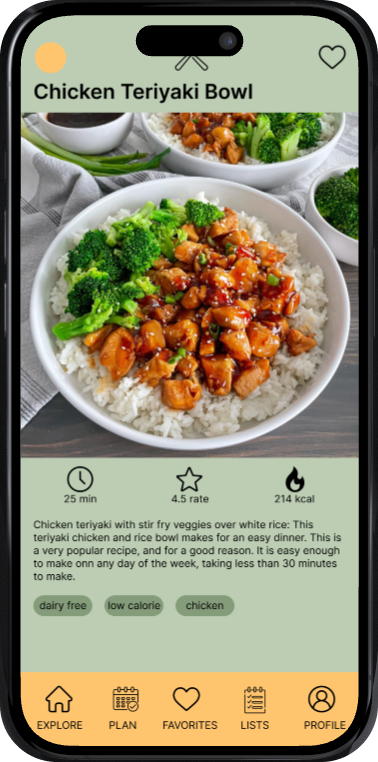 Chicken Teriyaki Bowl
25 min
4.5 rate
214 kcal
Chicken teriyaki with stir fry veggies over white rice: This
teriyaki chicken and rice bowl makes for an easy dinner. This is
a very popular recipe, and for a good reason. It is easy enough
to make onn any day of the week, taking less than 30 minutes
to make.
dairy free
low calorie
chicken
EXPLORE
PLAN
FAVORITES
LISTS
PROFILE